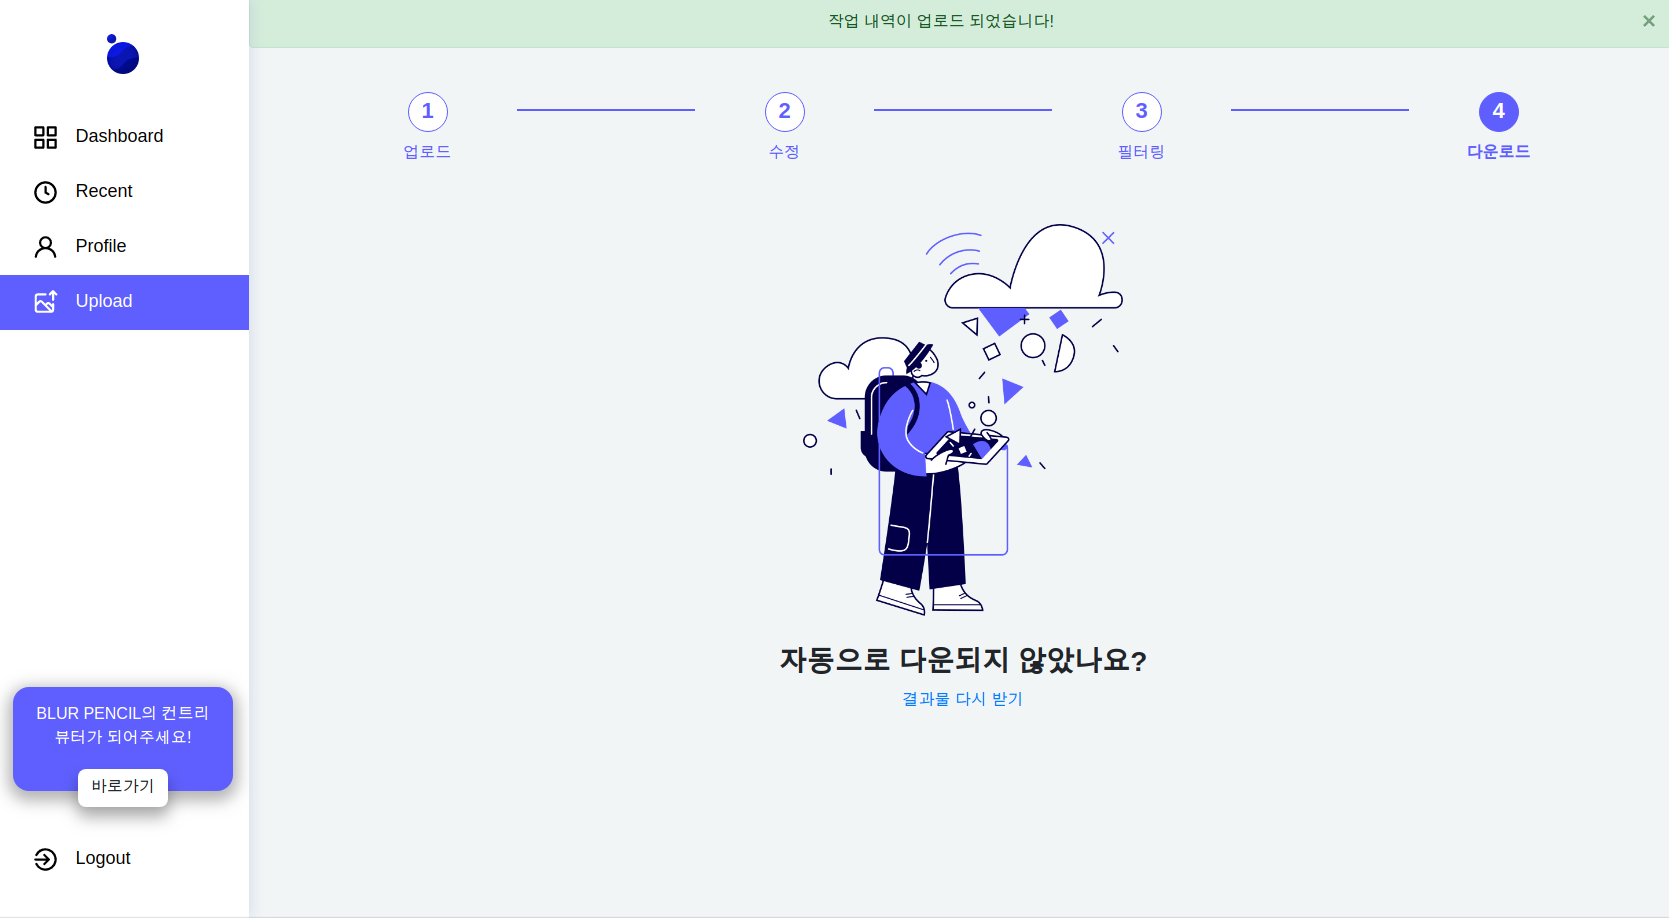 작업 내역이 업로드 되었습니다!
×
Dashboard
Recent
Profile
Upload
BLUR PENCIL의 컨트리
뷰터가 되어주세요!
바로가기
Logout
1
2
3
4
업로드
수정
필터링
다운로드
자동으로 다운되지 않았나요?
결과물 다시 받기